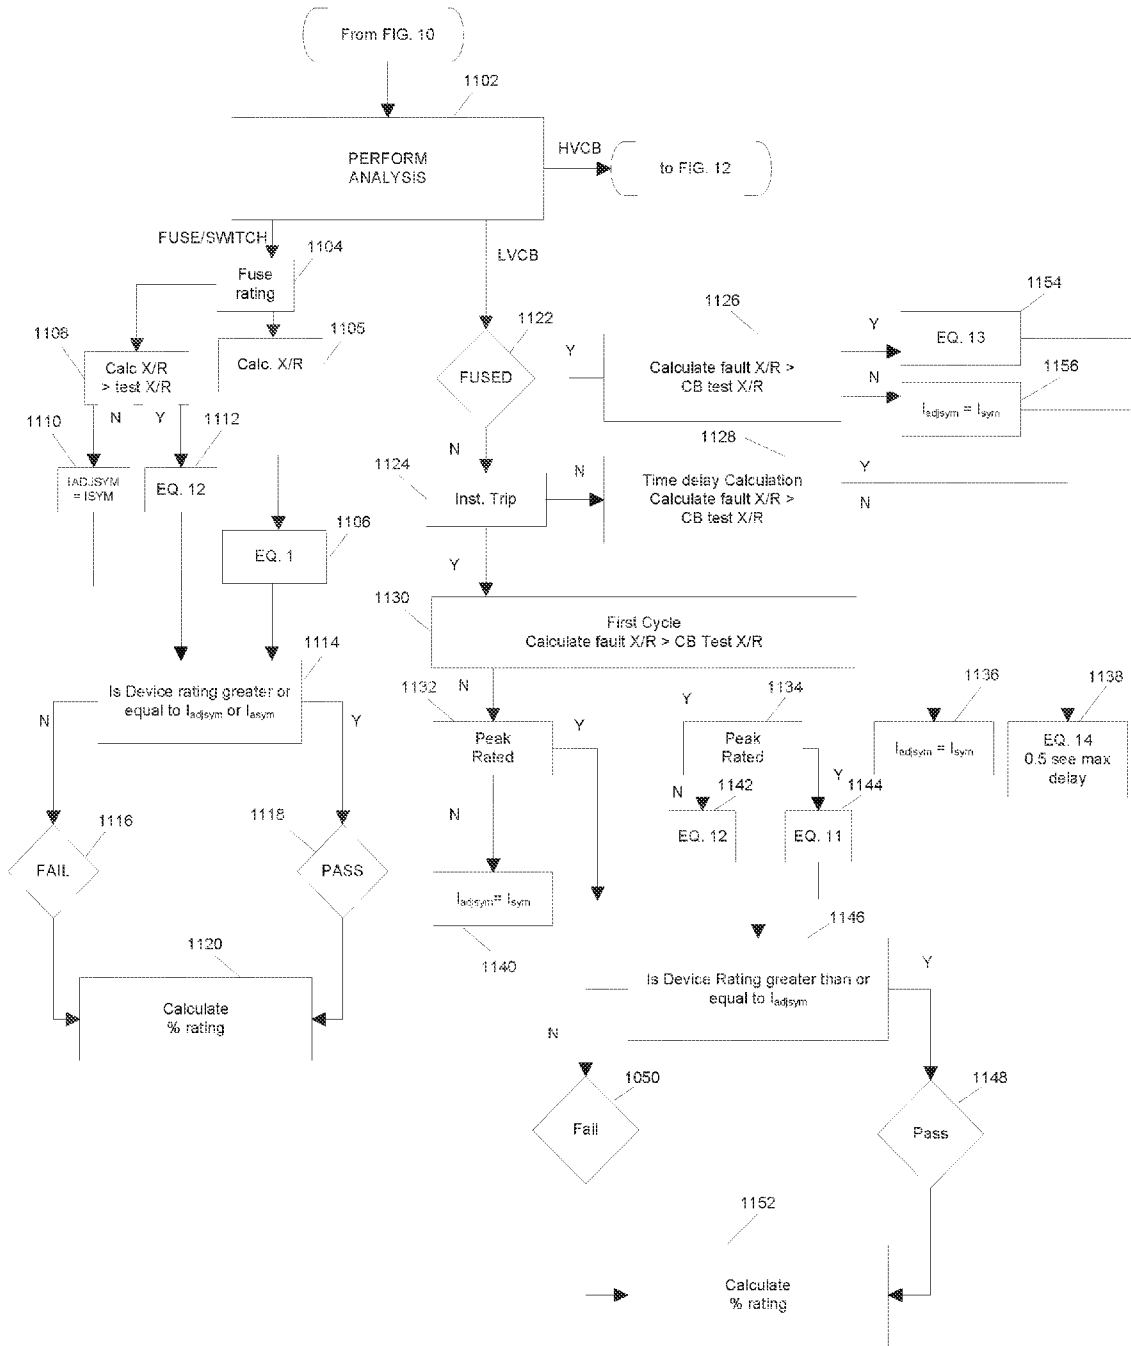 From FIG. 10
1102
PERFORM
ANALYSIS
HVCB
to FIG. 12
FUSE/SWITCH
LVCB
1104
Fuse
rating
1108
Calc X/R
> test X/R
1105
Calc. X/R
1122
FUSED
Y
1126
Calculate fault X/R >
CB test X/R
Y
N
1154
EQ. 13
1156
Iadjsym = Isym
N
Y
1110
IADJSYM
= ISYM
1112
EQ. 12
1106
EQ. 1
N
1124
Inst. Trip
N
1128
Time delay Calculation
Calculate fault X/R >
CB test X/R
Y
N
Y
1130
First Cycle
Calculate fault X/R > CB Test X/R
1114
Is Device rating greater or
equal to Iadjsym or Iasym
N
Y
1116
FAIL
1118
PASS
1120
Calculate
% rating
N
1132
Peak
Rated
Y
N
Iadjsym= Isym
1140
Y
1134
Peak
Rated
N
Y
1142
EQ. 12
1144
EQ. 11
1136
Iadjsym = Isym
1138
EQ. 14
0.5 see max
delay
1146
Is Device Rating greater than or
equal to Iadjsym
Y
N
1050
Fail
1148
Pass
1152
Calculate
% rating